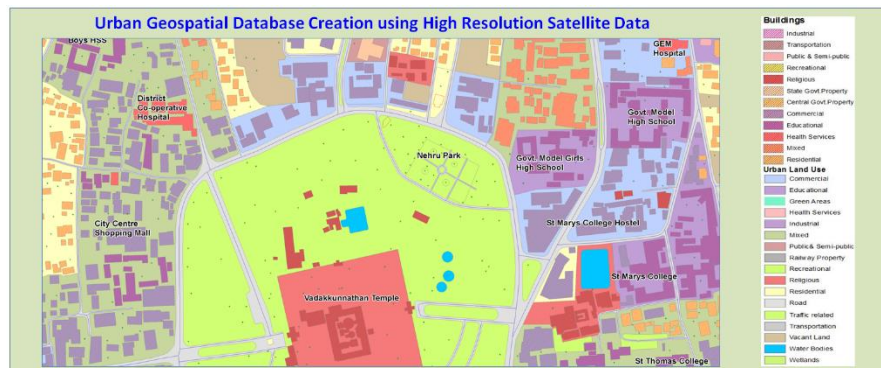 Urban Geospatial Database Creation using High Resolution Satellite Data
Boys HSS
District
Co-operative
Hospital
City Centre
Shopping Mall
Nehru Park
Vadakkunnathan Temple
GEM
Hospital
Govt. Model
High School
Govt. Model Girls
High School
St Marys College Hostel
St Marys College
St Thomas College
Buildings
Industrial
Transportation
Public & Semi-public
Recreational
Religious
State Govt.Property
Central Govt.Property
Commercial
Educational
Health Services
Mixed
Residential
Urban Land Use
Commercial
Educational
Green Areas
Health Services
Industrial
Mixed
Public& Semi-public
Railway Property
Recreational
Religious
Residential
Road
Traffic related
Transportation
Vacant Land
Water Bodies
Wetlands